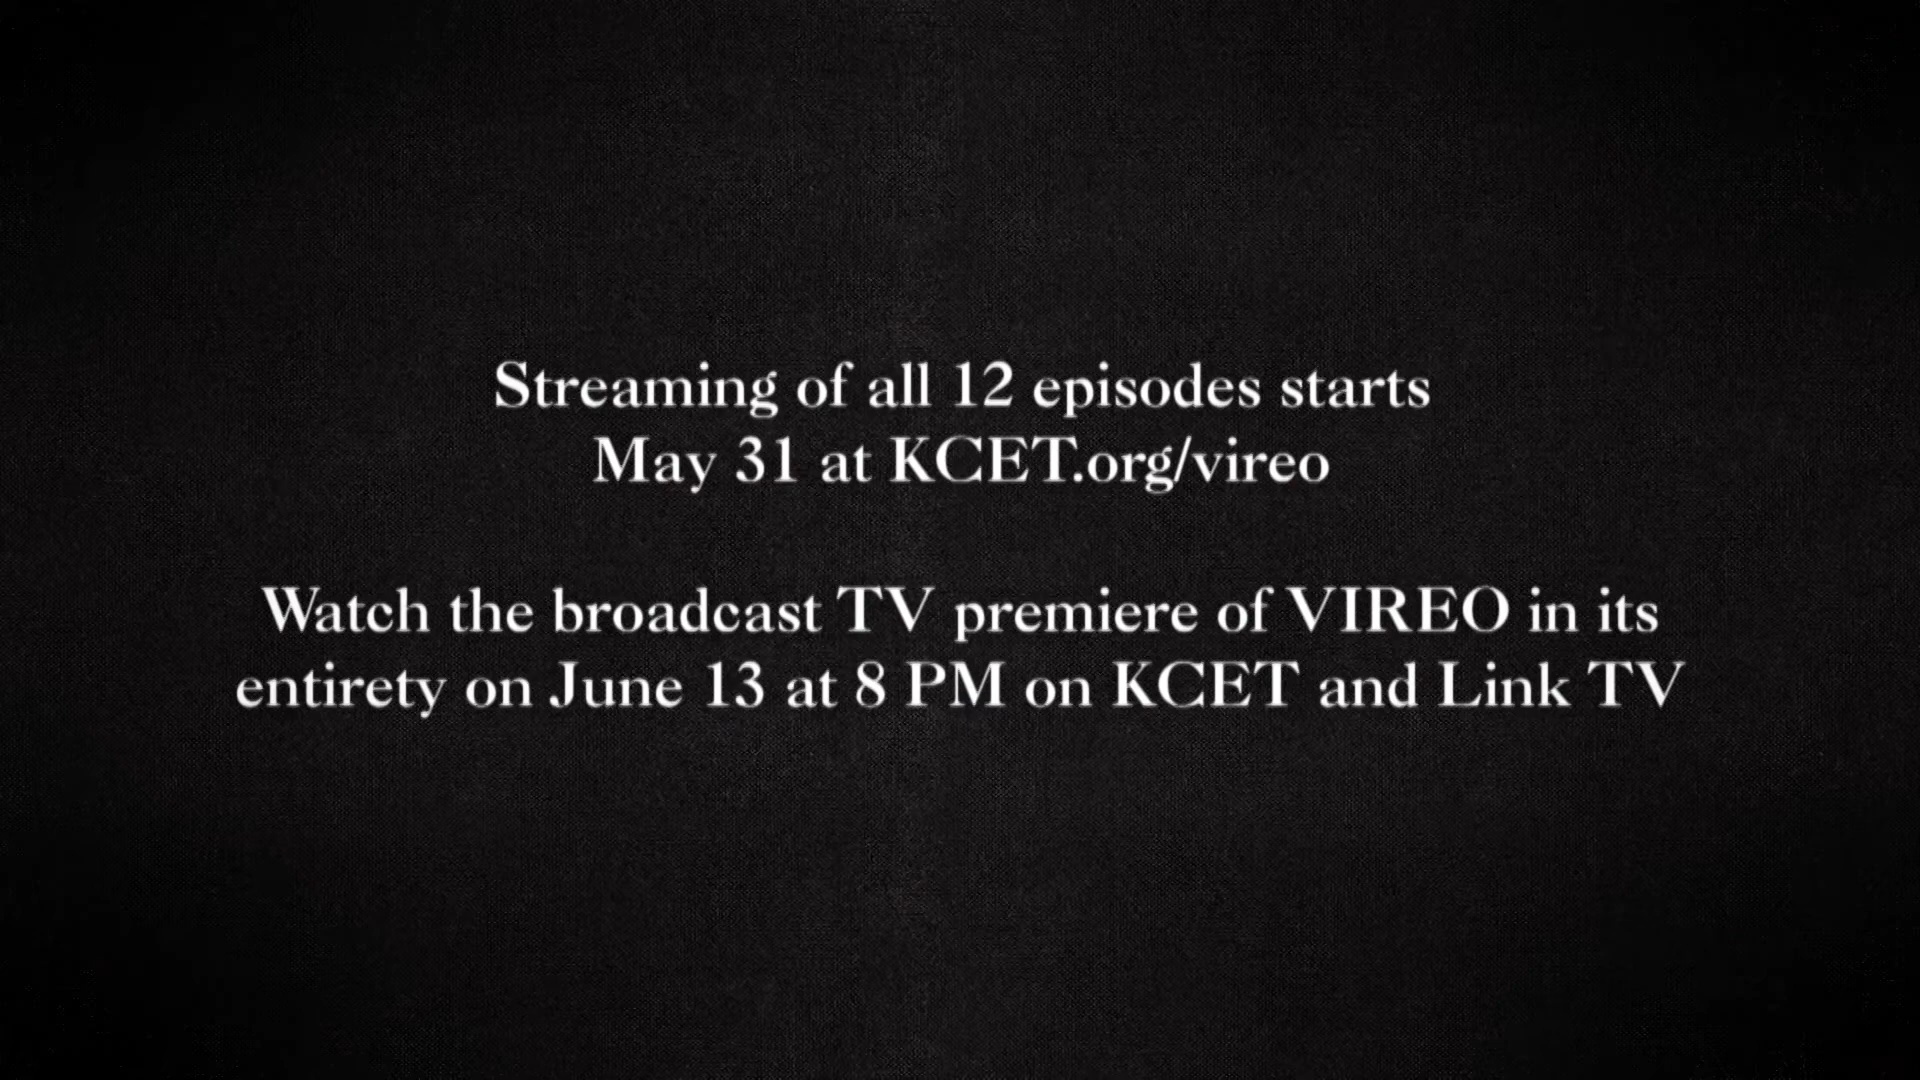 Streaming of all 12 episodes starts
May 31 at KCET.org/vireo
Watch the broadcast TV premiere of VIREO in its
entirety on June 13 at 8 PM on KCET and Link TV